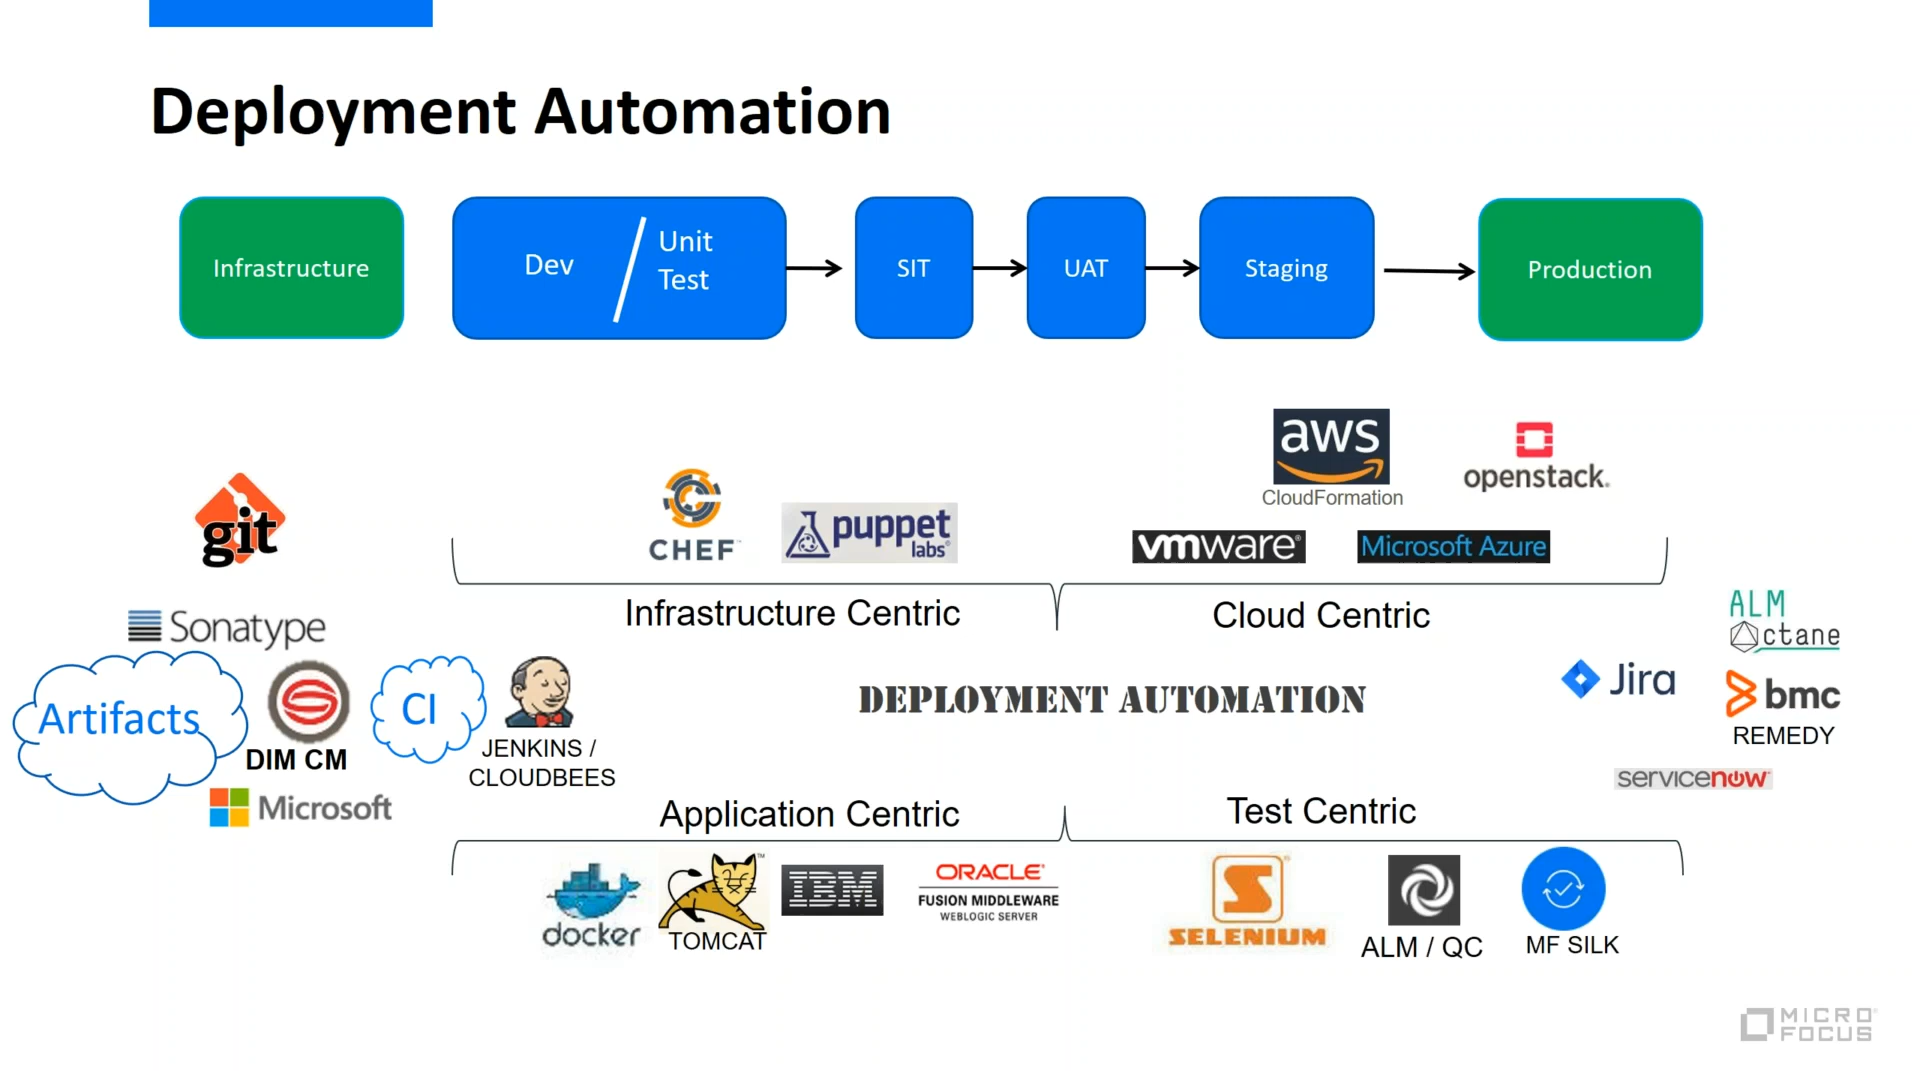 Deployment Automation
Infrastructure
Dev
Unit
Test
SIT
UAT
Staging
Production
git
CHEF™
puppet
labs®
aws
CloudFormation
openstack.
vmware®
Microsoft Azure
Infrastructure Centric
Cloud Centric
Sonatype
Artifacts
DIM CM
Microsoft
CI
JENKINS /
CLOUDBEES
DEPLOYMENT AUTOMATION
Jira
ALM
Octane
bmc
REMEDY
servicenow
Application Centric
Test Centric
docker
TOMCAT
™
IBM
ORACLE®
FUSION MIDDLEWARE
WEBLOGIC SERVER
SELENIUM
ALM / QC
MF SILK
MICRO
FOCUS